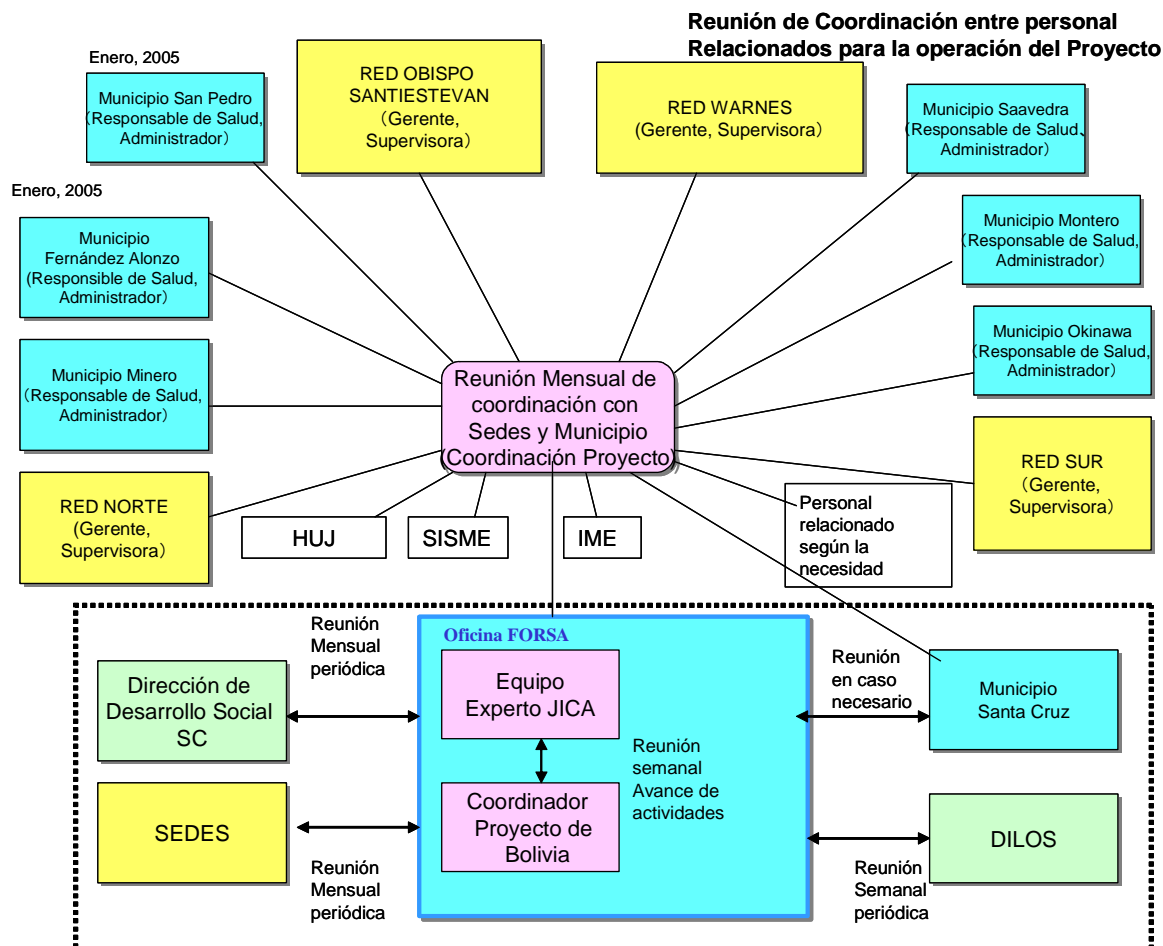 Reunión de Coordinación entre personal
Relacionados para la operación del Proyecto
Enero, 2005
Municipio San Pedro
(Responsable de Salud,
Administrador)
RED OBISPO
SANTIESTEVAN
(Gerente,
Supervisora)
RED WARNES
(Gerente, Supervisora)
Municipio Saavedra
(Responsable de Salud、
Administrador)
Enero, 2005
Municipio
Fernández Alonzo
(Responsible de Salud,
Administrador)
Municipio Montero
(Responsable de Salud,
Administrador)
Municipio Okinawa
(Responsable de Salud,
Administrador)
Municipio Minero
(Responsable de Salud,
Administrador)
Reunión Mensual de
coordinación con
Sedes y Municipio
(Coordinación Proyecto)
RED NORTE
(Gerente,
Supervisora)
RED SUR
(Gerente,
Supervisora)
HUJ
SISME
IME
Personal
relacionado
según la
necesidad
Reunión
Mensual
periódica
Oficina FORSA
Equipo
Experto JICA
Reunión
en caso
necesario
Dirección de
Desarrollo Social
SC
Municipio
Santa Cruz
Reunión
semanal
Avance de
actividades
SEDES
Coordinador
Proyecto de
Bolivia
DILOS
Reunión
Mensual
periódica
Reunión
Semanal
periódica